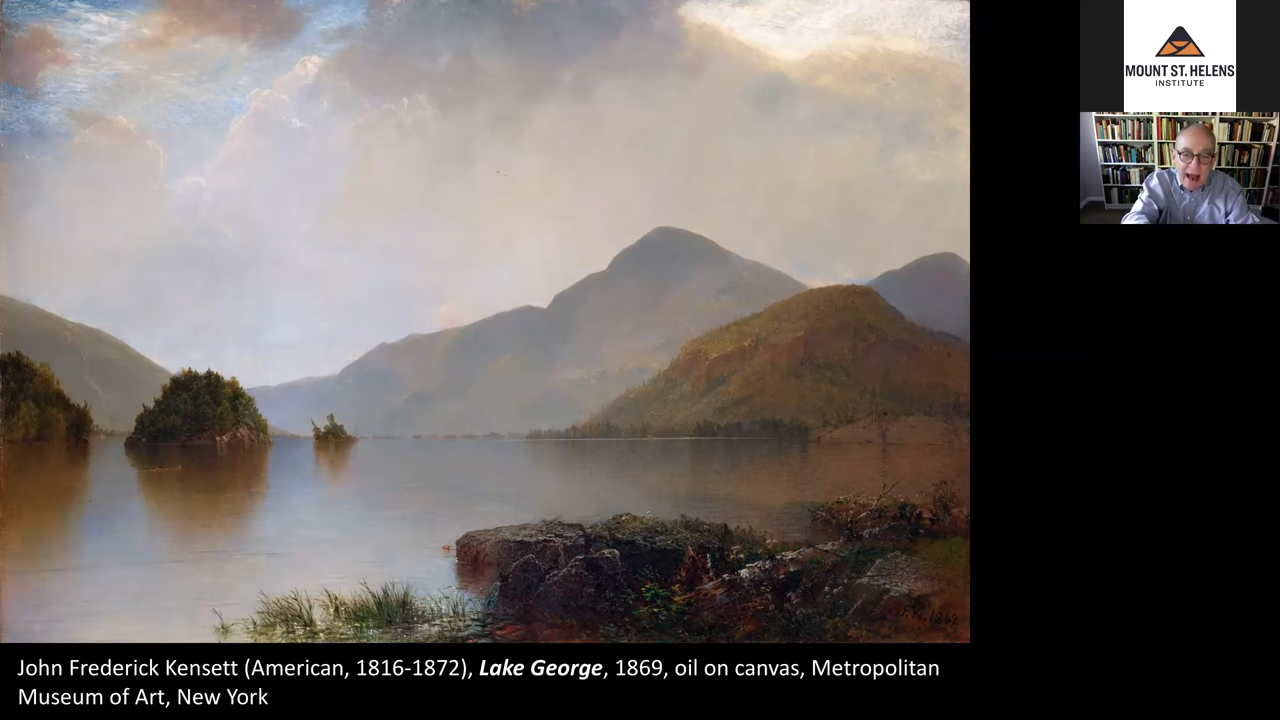 MOUNT ST. HELENS
INSTITUTE
John Frederick Kensett (American, 1816-1872), Lake George, 1869, oil on canvas, Metropolitan
Museum of Art, New York